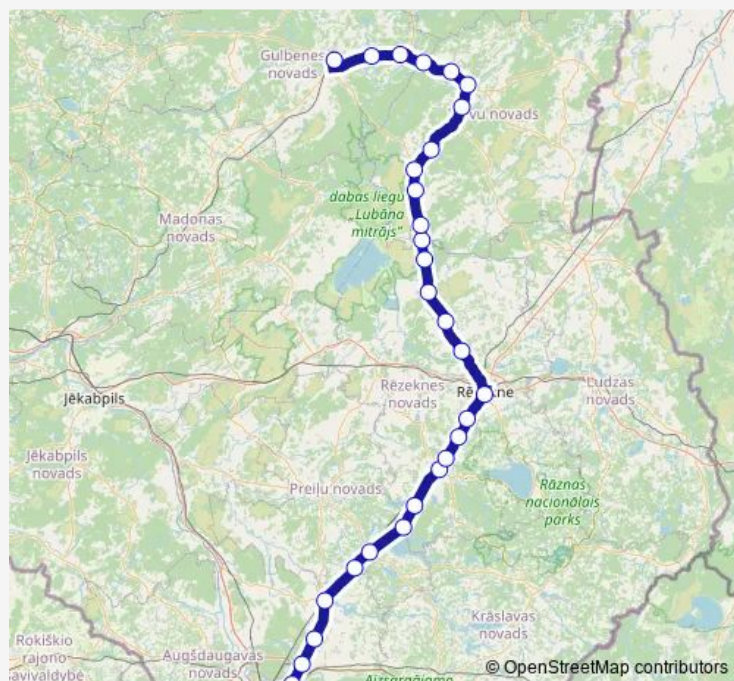 Gulbenes
novads
vu novads
dabas liegu
"Lubāna
mitrājs"
Madonas
novads
Jēkabpils
Rēzeknes
novads
Ludzas
novads
Jēkabpils
novads
Preiļu novads
Rāznas
nacionālais
parks
Krāslavas
novads
Rokiškio
rajono
avivaldybė
Augšdaugavas
novads
© OpenStreetMap contributors